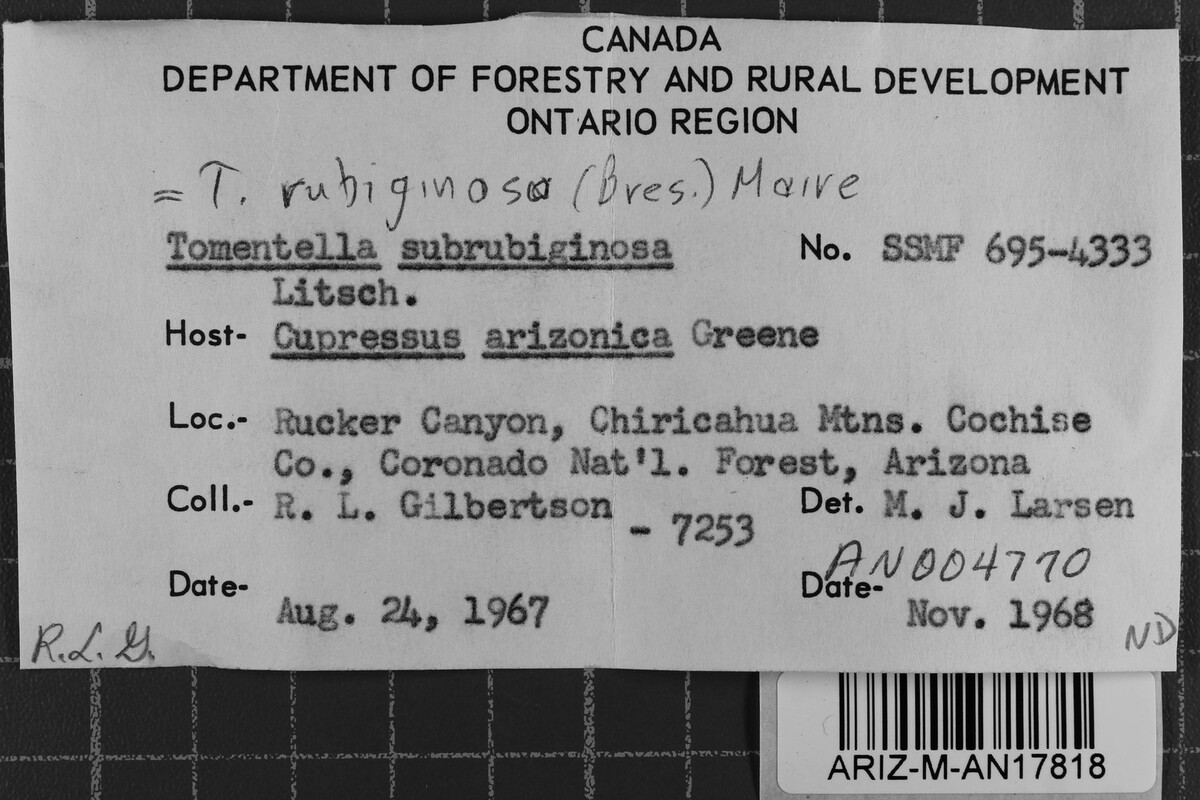 CANADA
DEPARTMENT OF FORESTRY AND RURAL DEVELOPMENT
ONTARIO REGION
= T. rubiginosa (Bres.) Maire
Tomentella subrubiginosa No. SSMF 695-4333
Litsch.
Host- Cupressus arizonica Greene
Loc.- Rucker Canyon, Chiricahua Mtns. Cochise
Co., Coronado Nat'l. Forest, Arizona
Coll.- R. L. Gilbertson - 7253 Det. M. J. Larsen
AN004770
Date- Aug. 24, 1967 Date- Nov. 1968
R.L.G. ND
ARIZ-M-AN17818